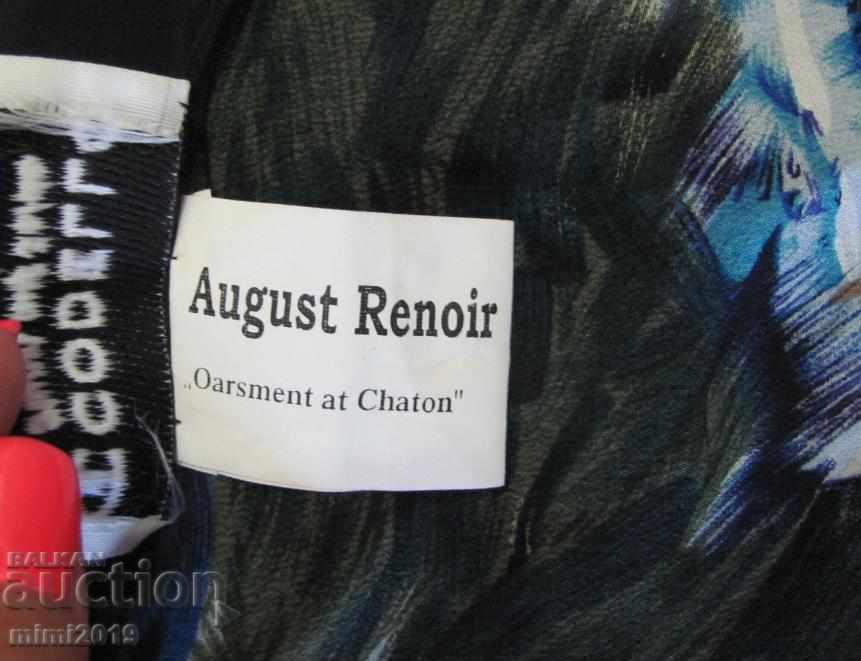 August Renoir
„Oarsment at Chaton"
BALKAN
auction
mimi2019